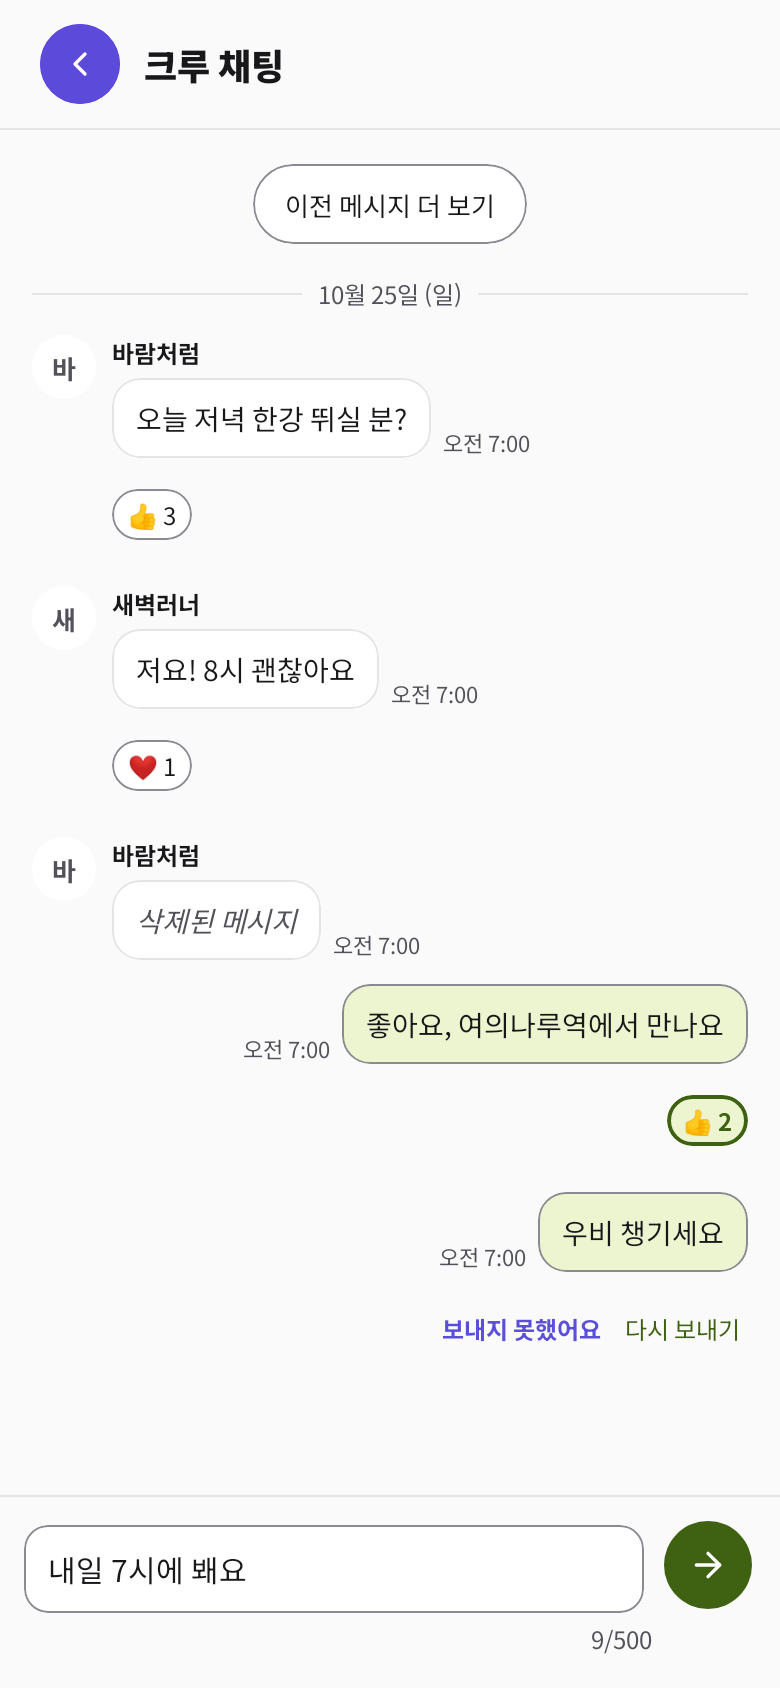 크루 채팅
이전 메시지 더 보기
10월 25일 (일)
바
바람처럼
오늘 저녁 한강 뛰실 분?
오전 7:00
👍 3
새
새벽러너
저요! 8시 괜찮아요
오전 7:00
❤️ 1
바
바람처럼
삭제된 메시지
오전 7:00
좋아요, 여의나루역에서 만나요
오전 7:00
👍 2
우비 챙기세요
오전 7:00
보내지 못했어요 다시 보내기
내일 7시에 봬요
9/500